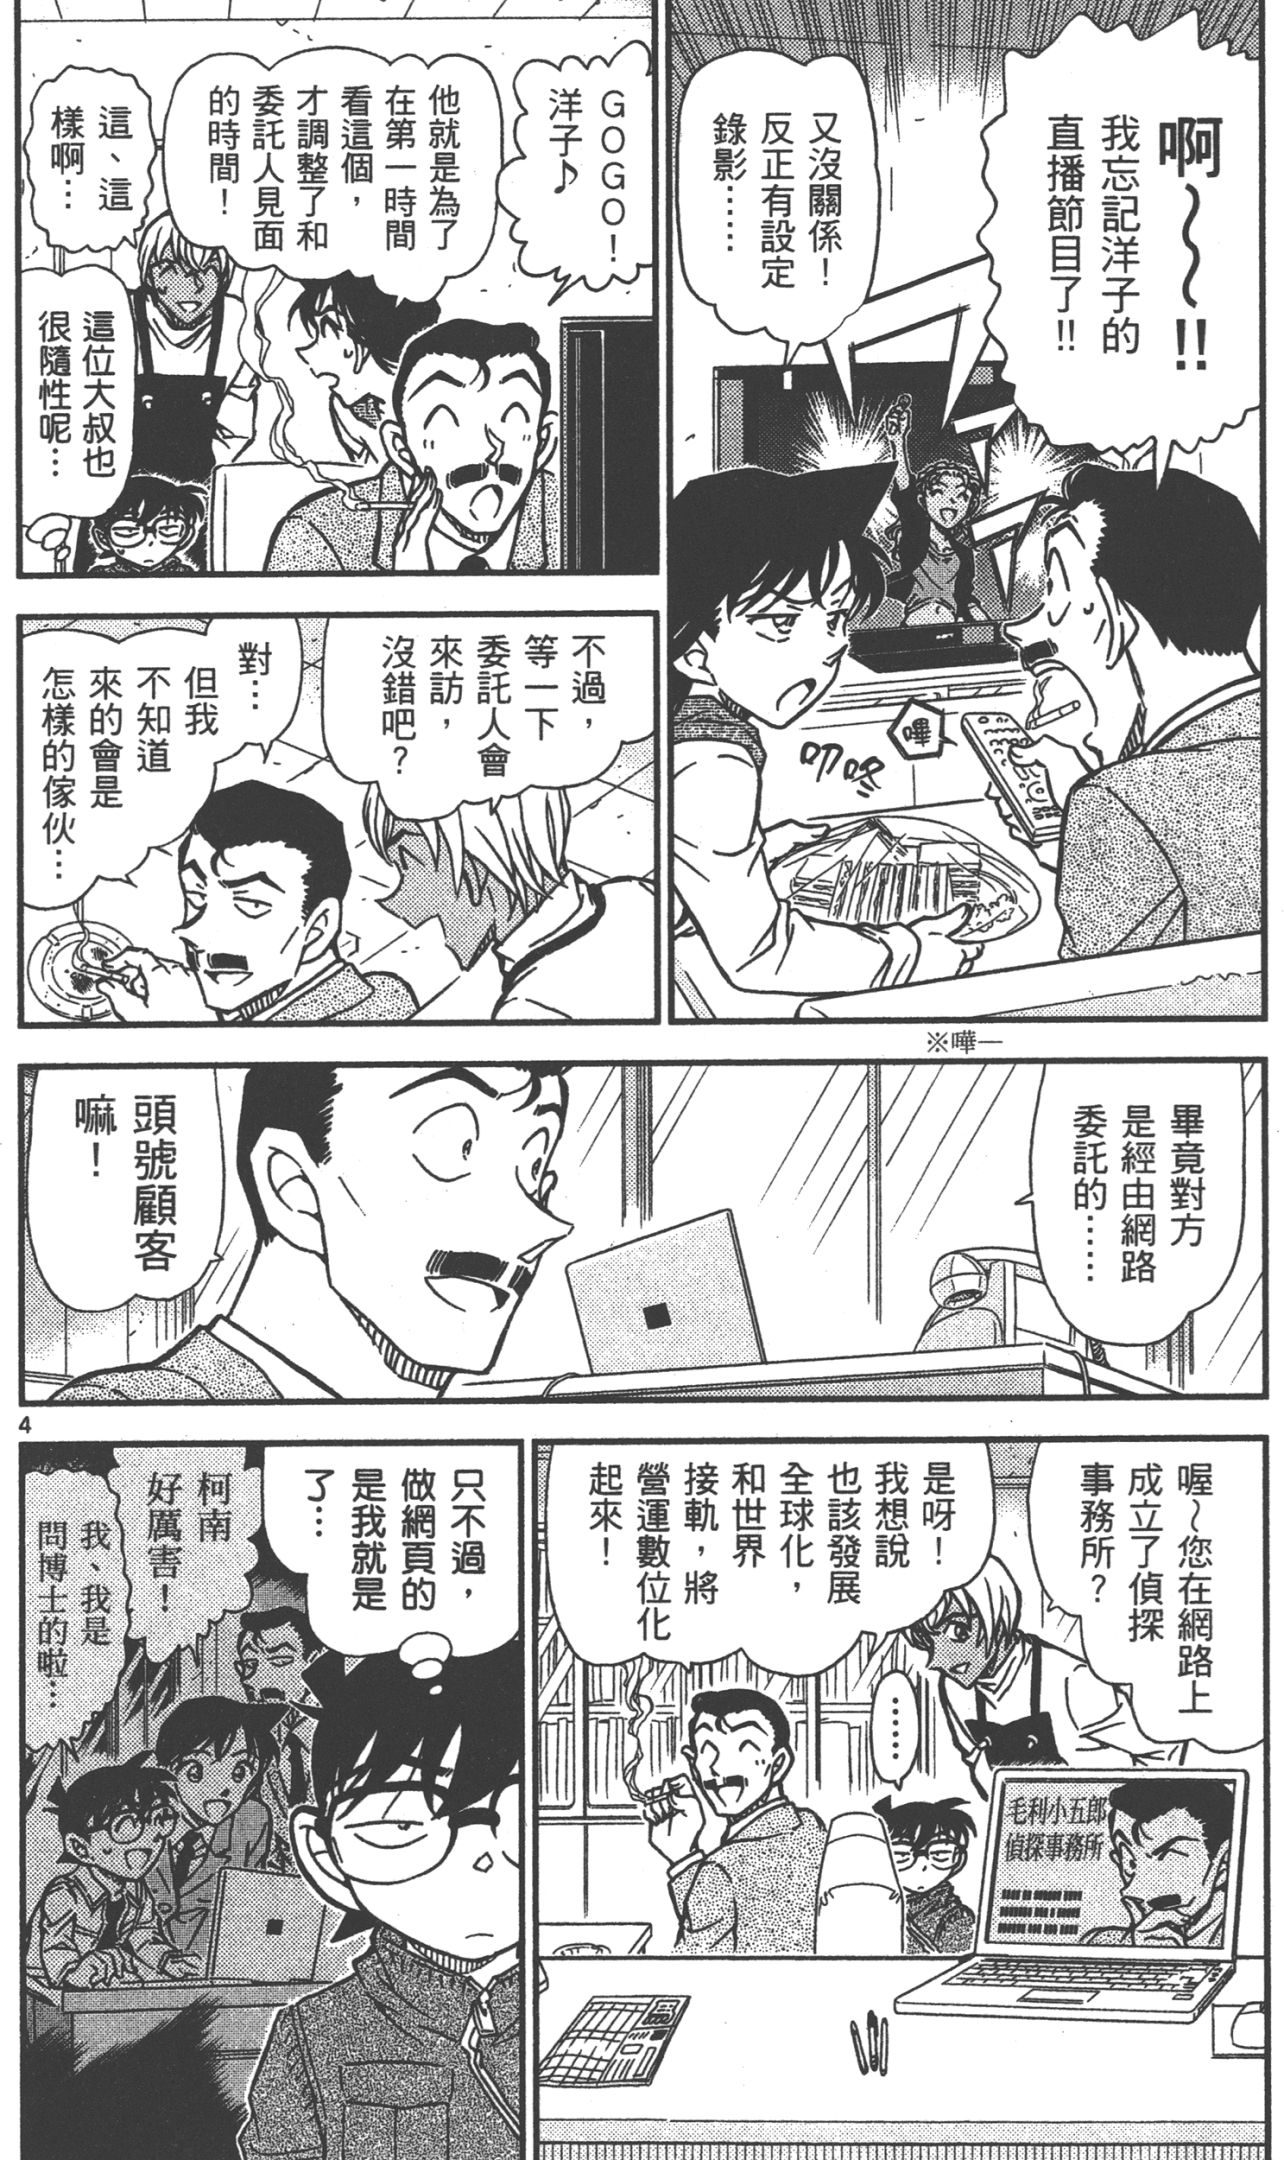 啊～～!!
我忘記洋子的
直播節目了!!
又沒關係！
反正有設定
錄影……
嗶
叨咚
※嗶—
GOGO！
洋子♪
他就是為了
在第一時間
看這個，
才調整了和
委託人見面
的時間！
這、這
樣啊…
這位大叔也
很隨性呢…
不過，
等一下
委託人會
來訪，
沒錯吧？
對…
但我
不知道
來的會是
怎樣的傢伙…
畢竟對方
是經由網路
委託的……
頭號顧客
嘛！
4
喔～您在網路上
成立了偵探
事務所？
是呀！
我想說
也該發展
全球化，
和世界
接軌，將
營運數位化
起來！
……
毛利小五郎
偵探事務所
只不過，
做網頁的
是我就是
了…
柯南
好厲害！
我、我是
問博士的啦…